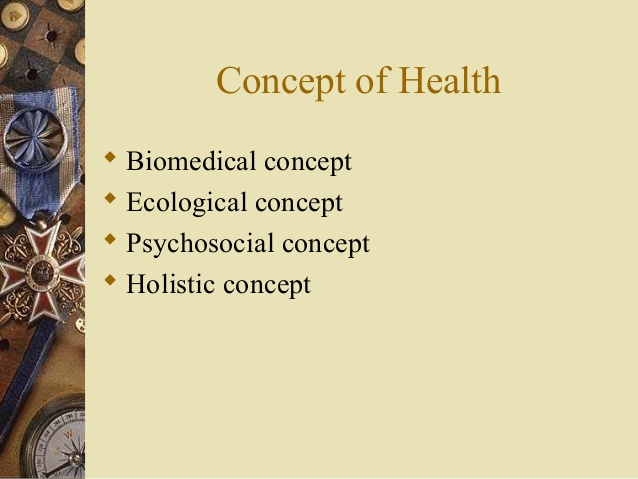 Concept of Health
Biomedical concept
Ecological concept
Psychosocial concept
Holistic concept